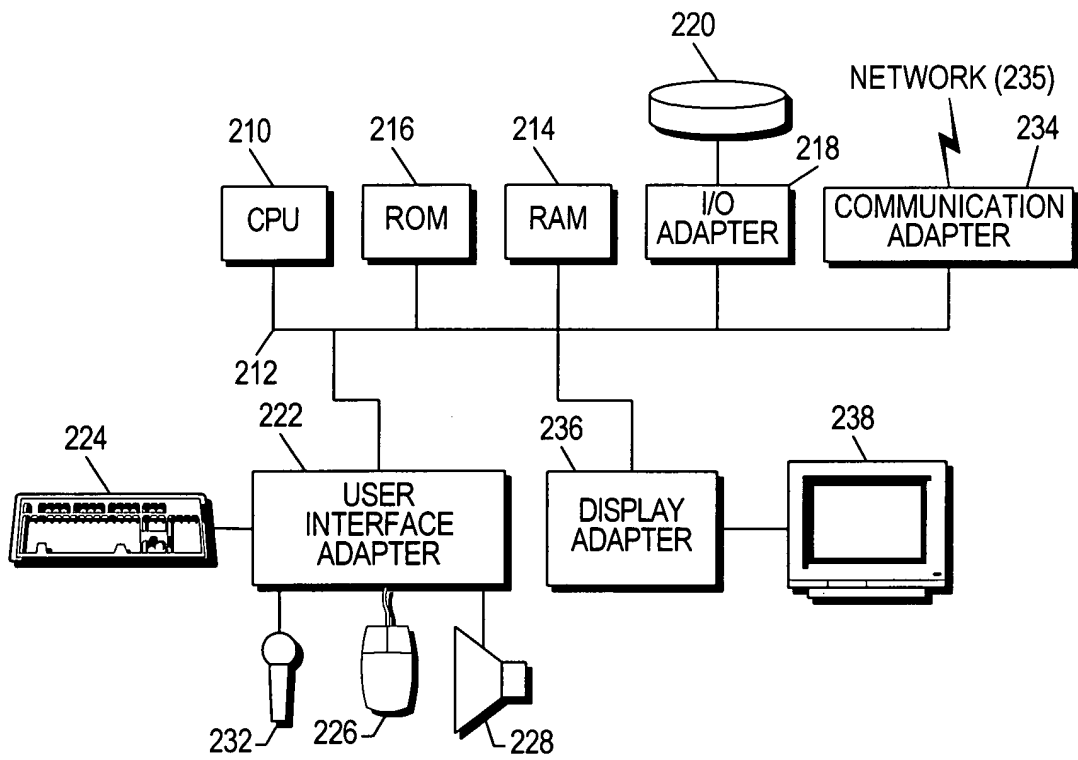 220
NETWORK (235)
210
216
214
218
234
CPU
ROM
RAM
I/O
ADAPTER
COMMUNICATION
ADAPTER
212
224
222
236
238
USER
INTERFACE
ADAPTER
DISPLAY
ADAPTER
232
226
228